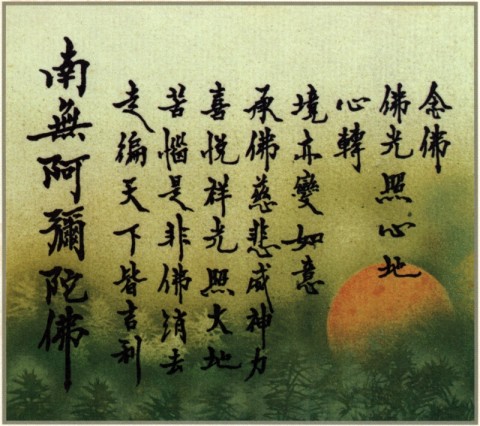 念佛
佛光照心地
心轉
境亦變如意
承佛慈悲威神力
喜悅祥光照大地
苦惱是非佛消去
走徧天下皆吉利
南無阿彌陀佛